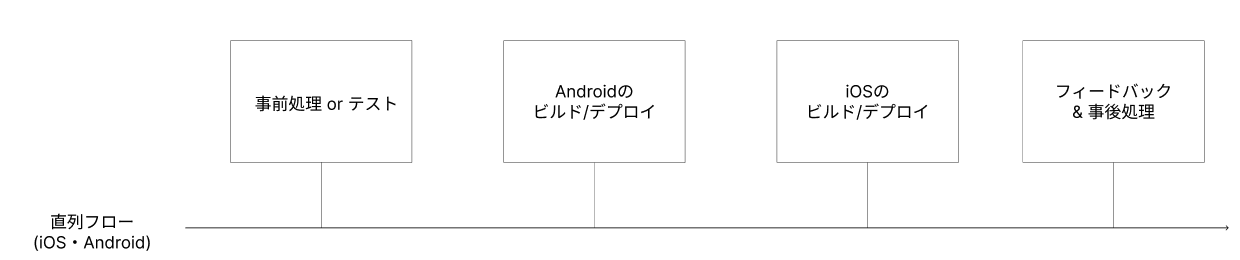 事前処理 or テスト
Androidの
ビルド/デプロイ
iOSの
ビルド/デプロイ
フィードバック
& 事後処理
直列フロー
(iOS・Android)